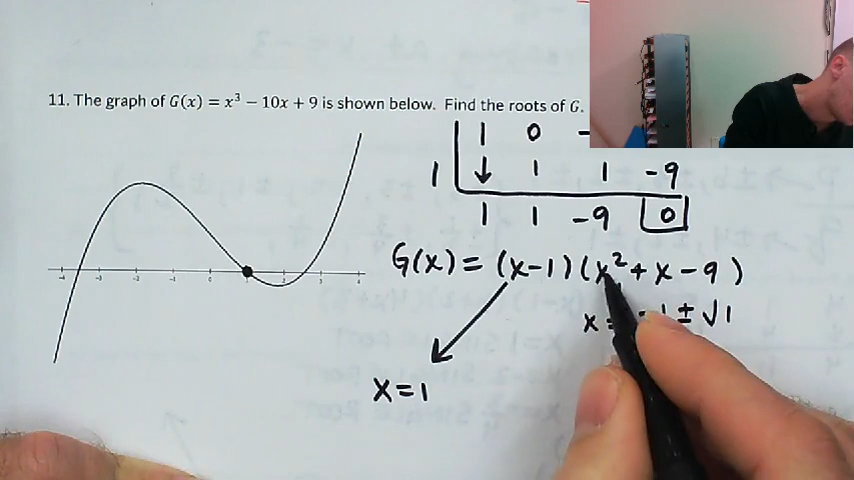 11. The graph of G(x) = x³ − 10x + 9 is shown below. Find the roots of G.
1 0 -
1 1 1 -9
1 1 -9 0
G(x) = (x-1)(x²+x-9)
x = -1 ± √1
x=1